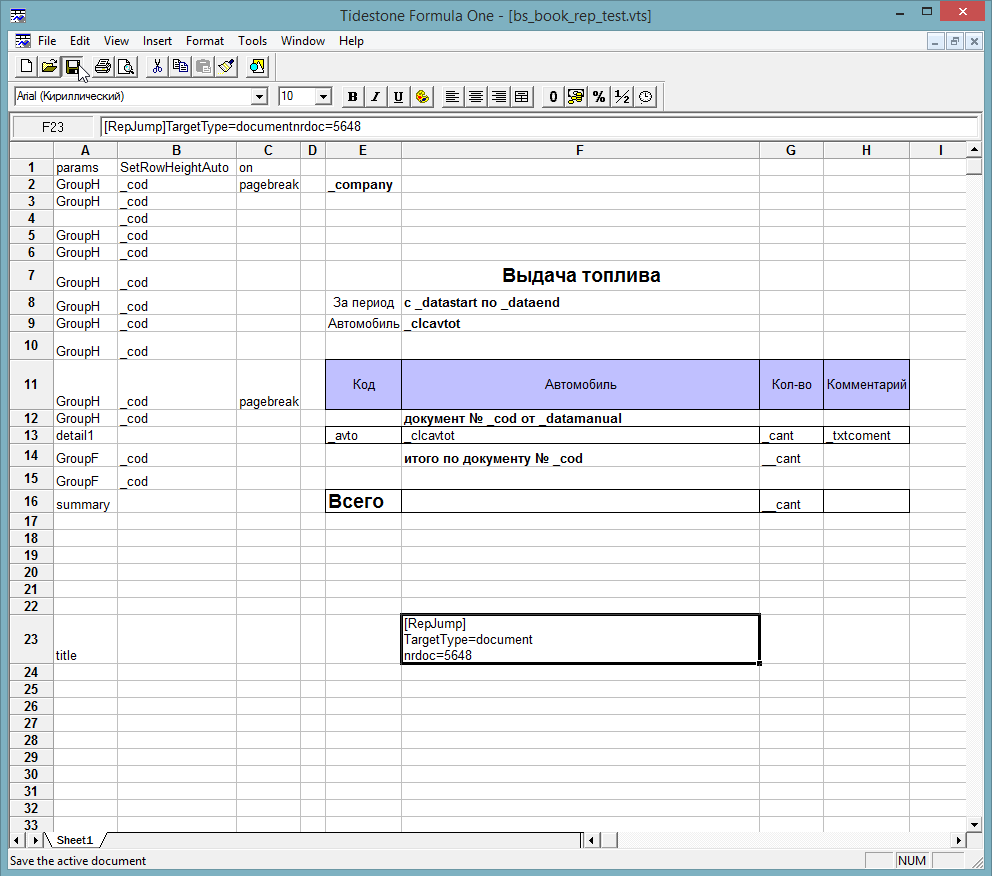 Tidestone Formula One - [bs_book_rep_test.vts]
File Edit View Insert Format Tools Window Help
Arial (Кириллический) 10 B I U 0 % ½
F23 [RepJump]TargetType=documentnrdoc=5648
A B C D E F G H I
1 params SetRowHeightAuto on
2 GroupH _cod pagebreak _company
3 GroupH _cod
4 _cod
5 GroupH _cod
6 GroupH _cod
7 GroupH _cod Выдача топлива
8 GroupH _cod За период с _datastart по _dataend
9 GroupH _cod Автомобиль _clcavtot
10 GroupH _cod
11 GroupH _cod pagebreak Код Автомобиль Кол-во Комментарий
12 GroupH _cod документ № _cod от _datamanual
13 detail1 _avto _clcavtot _cant _txtcoment
14 GroupF _cod итого по документу № _cod __cant
15 GroupF _cod
16 summary Всего __cant
17
18
19
20
21
22
23 title [RepJump]
TargetType=document
nrdoc=5648
24
25
26
27
28
29
30
31
32
33
Sheet1
Save the active document NUM